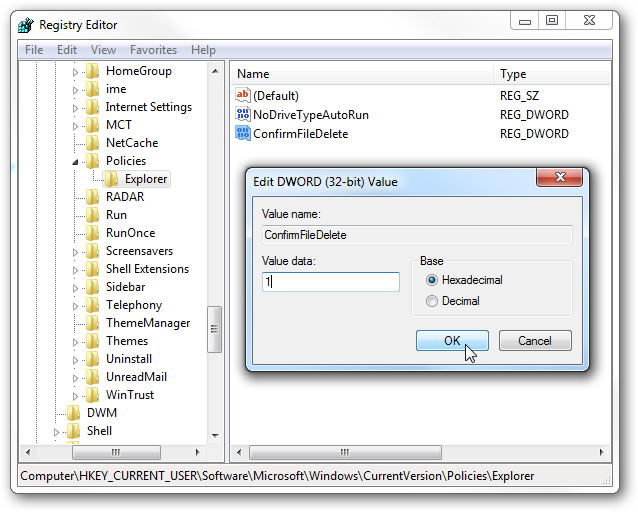 Registry Editor
File Edit View Favorites Help
HomeGroup
ime
Internet Settings
MCT
NetCache
Policies
Explorer
RADAR
Run
RunOnce
Screensavers
Shell Extensions
Sidebar
Telephony
ThemeManager
Themes
Uninstall
UnreadMail
WinTrust
DWM
Shell
Name Type
(Default) REG_SZ
NoDriveTypeAutoRun REG_DWORD
ConfirmFileDelete REG_DWORD
Edit DWORD (32-bit) Value
Value name:
ConfirmFileDelete
Value data:
1
Base
Hexadecimal
Decimal
OK Cancel
Computer\HKEY_CURRENT_USER\Software\Microsoft\Windows\CurrentVersion\Policies\Explorer